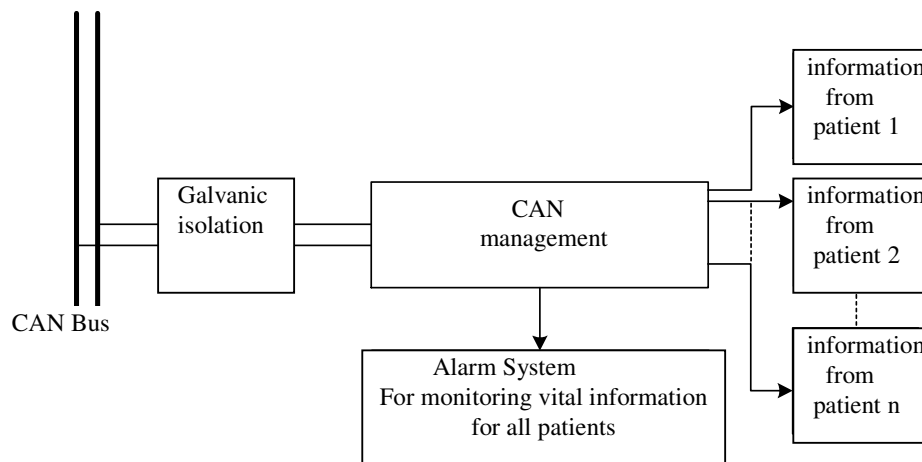 information
from
patient 1
Galvanic
isolation
CAN
management
information
from
patient 2
CAN Bus
Alarm System
For monitoring vital information
for all patients
information
from
patient n